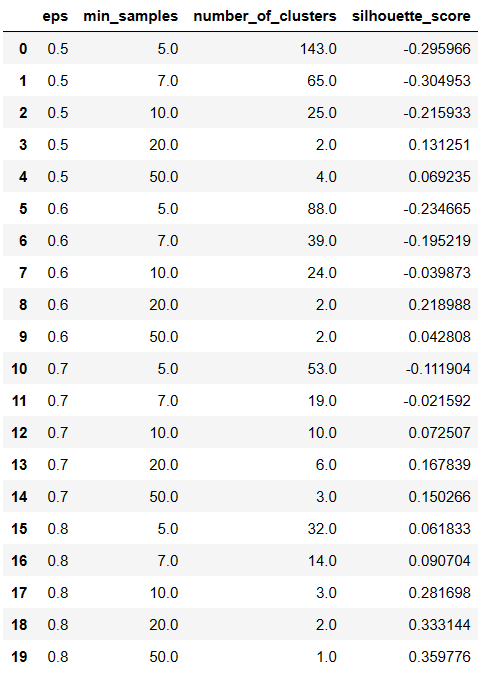 eps min_samples number_of_clusters silhouette_score
0 0.5 5.0 143.0 -0.295966
1 0.5 7.0 65.0 -0.304953
2 0.5 10.0 25.0 -0.215933
3 0.5 20.0 2.0 0.131251
4 0.5 50.0 4.0 0.069235
5 0.6 5.0 88.0 -0.234665
6 0.6 7.0 39.0 -0.195219
7 0.6 10.0 24.0 -0.039873
8 0.6 20.0 2.0 0.218988
9 0.6 50.0 2.0 0.042808
10 0.7 5.0 53.0 -0.111904
11 0.7 7.0 19.0 -0.021592
12 0.7 10.0 10.0 0.072507
13 0.7 20.0 6.0 0.167839
14 0.7 50.0 3.0 0.150266
15 0.8 5.0 32.0 0.061833
16 0.8 7.0 14.0 0.090704
17 0.8 10.0 3.0 0.281698
18 0.8 20.0 2.0 0.333144
19 0.8 50.0 1.0 0.359776